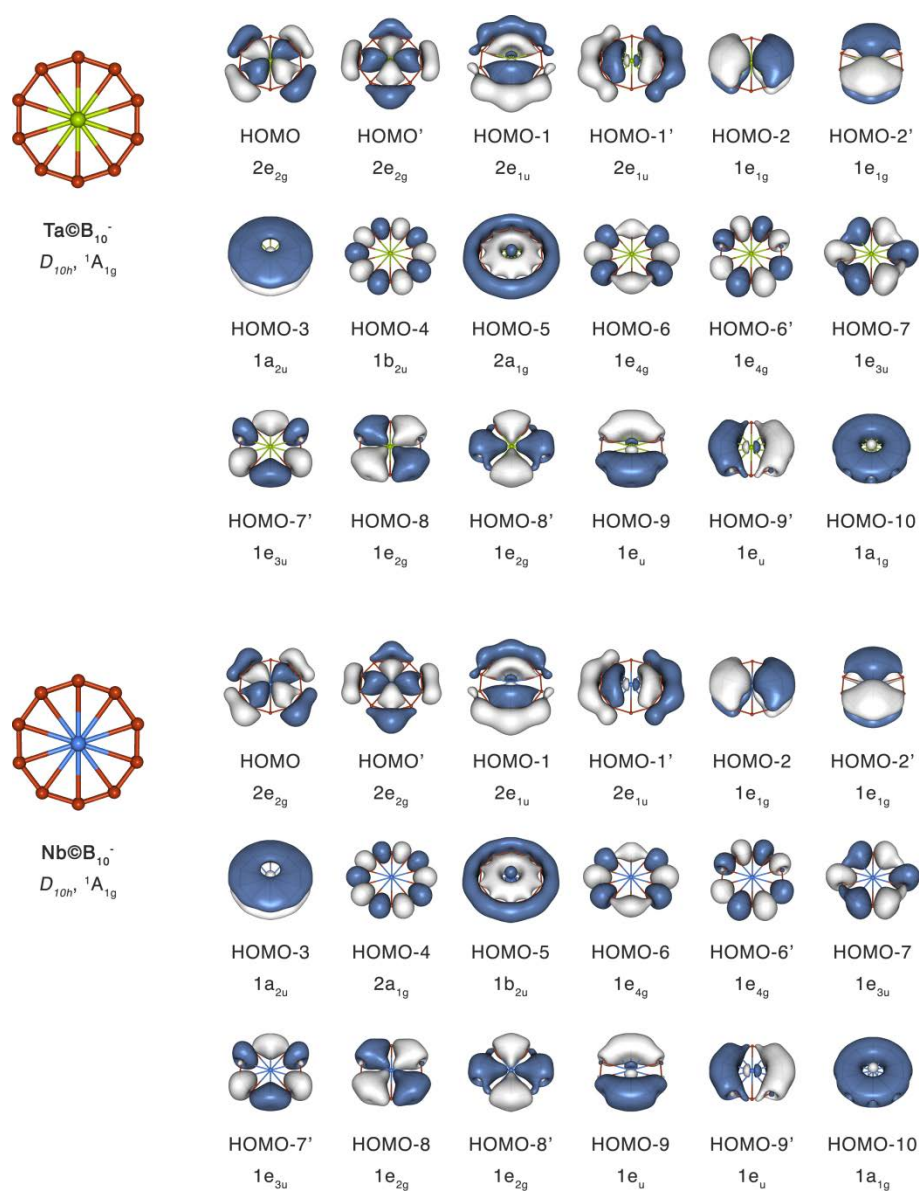 HOMO HOMO' HOMO-1 HOMO-1' HOMO-2 HOMO-2'
2e2g 2e2g 2e1u 2e1u 1e1g 1e1g
Ta©B10-
D10h, 1A1g
HOMO-3 HOMO-4 HOMO-5 HOMO-6 HOMO-6' HOMO-7
1a2u 1b2u 2a1g 1e4g 1e4g 1e3u
HOMO-7' HOMO-8 HOMO-8' HOMO-9 HOMO-9' HOMO-10
1e3u 1e2g 1e2g 1eu 1eu 1a1g
HOMO HOMO' HOMO-1 HOMO-1' HOMO-2 HOMO-2'
2e2g 2e2g 2e1u 2e1u 1e1g 1e1g
Nb©B10-
D10h, 1A1g
HOMO-3 HOMO-4 HOMO-5 HOMO-6 HOMO-6' HOMO-7
1a2u 2a1g 1b2u 1e4g 1e4g 1e3u
HOMO-7' HOMO-8 HOMO-8' HOMO-9 HOMO-9' HOMO-10
1e3u 1e2g 1e2g 1eu 1eu 1a1g